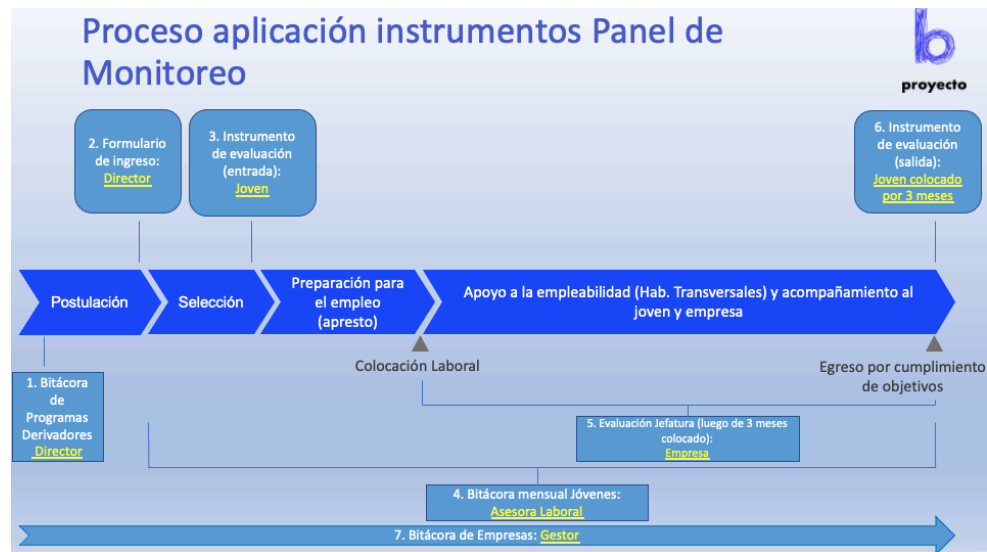 Proceso aplicación instrumentos Panel de
Monitoreo
b
proyecto
2. Formulario
de ingreso:
Director
3. Instrumento
de evaluación
(entrada):
Joven
6. Instrumento
de evaluación
(salida):
Joven colocado
por 3 meses
Postulación
Selección
Preparación para
el empleo
(apresto)
Apoyo a la empleabilidad (Hab. Transversales) y acompañamiento al
joven y empresa
Colocación Laboral
Egreso por cumplimiento
de objetivos
1. Bitácora
de
Programas
Derivadores
Director
5. Evaluación Jefatura (luego de 3 meses
colocado):
Empresa
4. Bitácora mensual Jóvenes:
Asesora Laboral
7. Bitácora de Empresas: Gestor